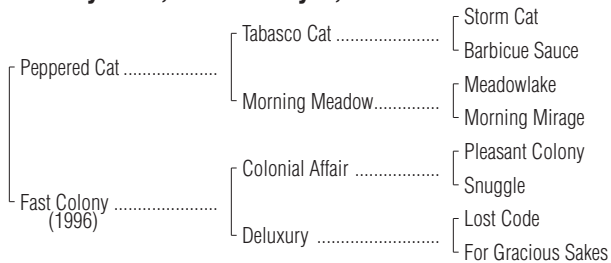 Storm Cat
Tabasco Cat ....................
Barbicue Sauce
Peppered Cat ..................
Meadowlake
Morning Meadow.............
Morning Mirage
Pleasant Colony
Colonial Affair ................
Snuggle
Fast Colony ....................
(1996)
Lost Code
Deluxury ........................
For Gracious Sakes